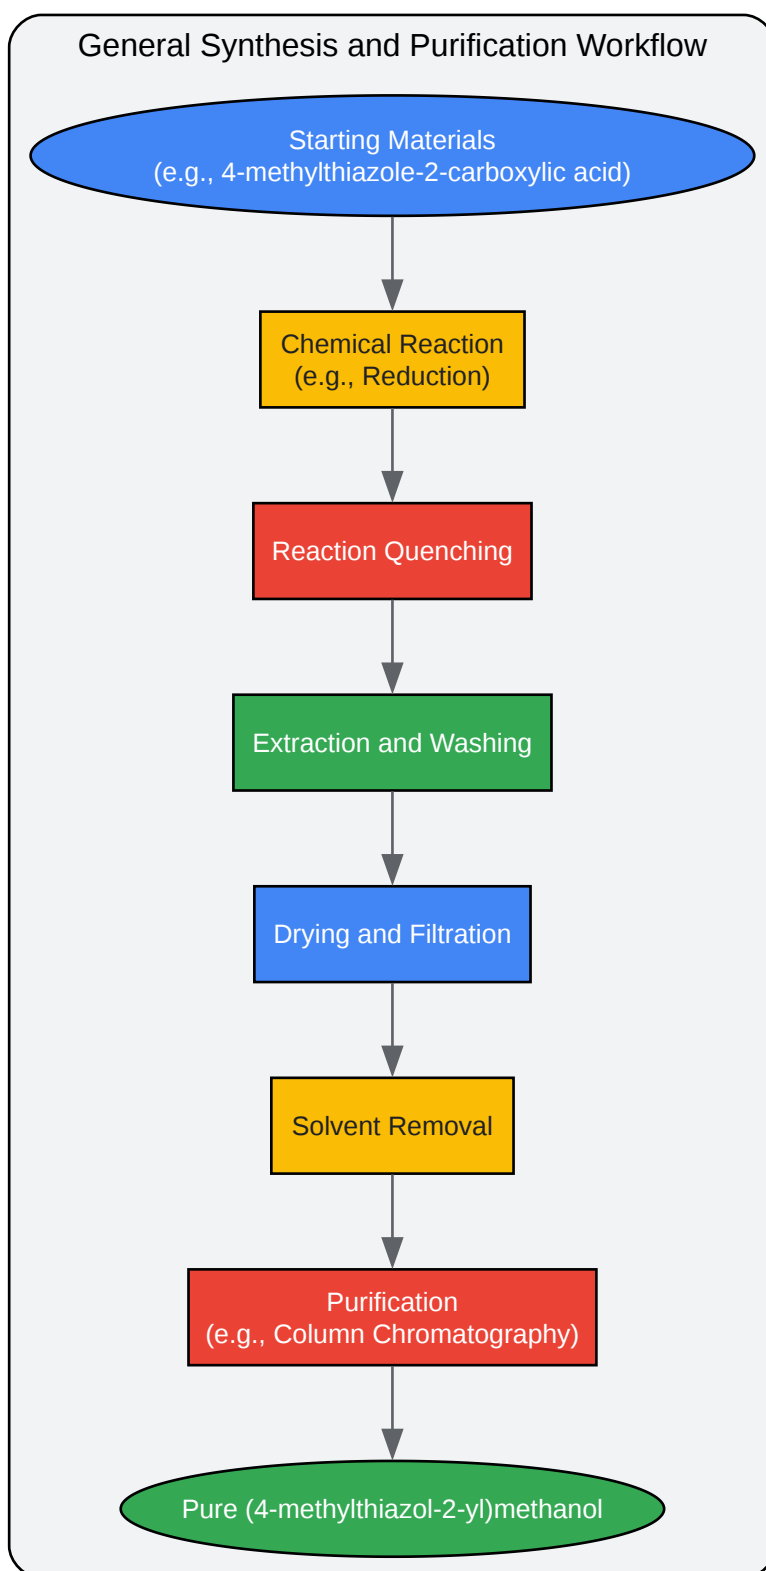 General Synthesis and Purification Workflow
Starting Materials
(e.g., 4-methylthiazole-2-carboxylic acid)
Chemical Reaction
(e.g., Reduction)
Reaction Quenching
Extraction and Washing
Drying and Filtration
Solvent Removal
Purification
(e.g., Column Chromatography)
Pure (4-methylthiazol-2-yl)methanol